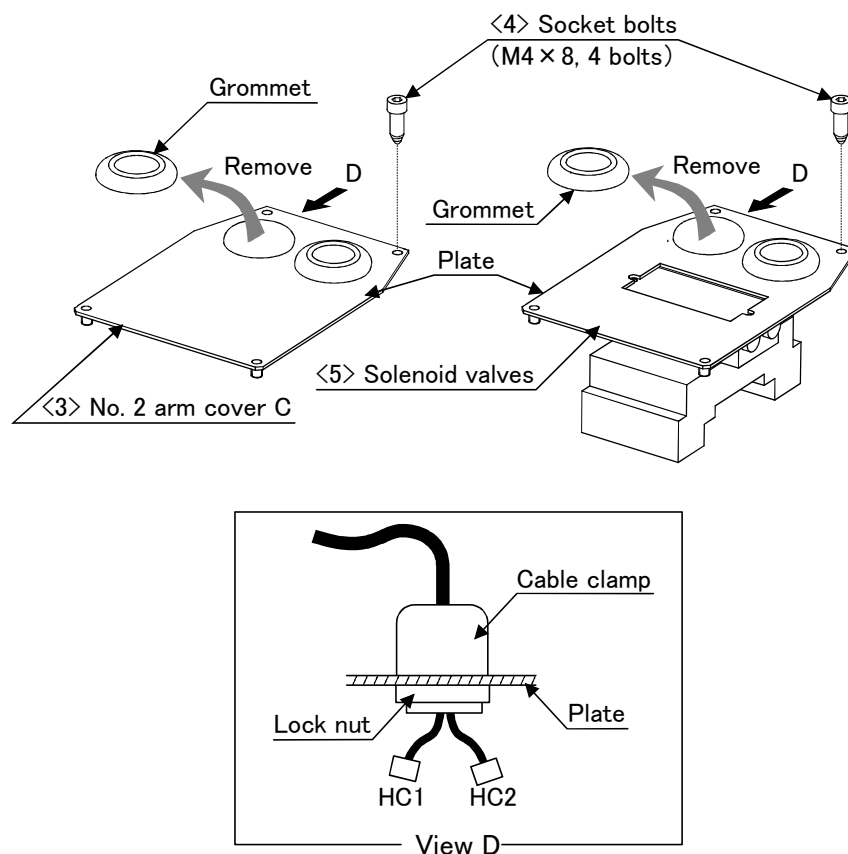 <4> Socket bolts
(M4×8, 4 bolts)
Grommet
Remove
D
Remove
D
Grommet
Plate
<5> Solenoid valves
<3> No. 2 arm cover C
Cable clamp
Lock nut
Plate
HC1
HC2
View D